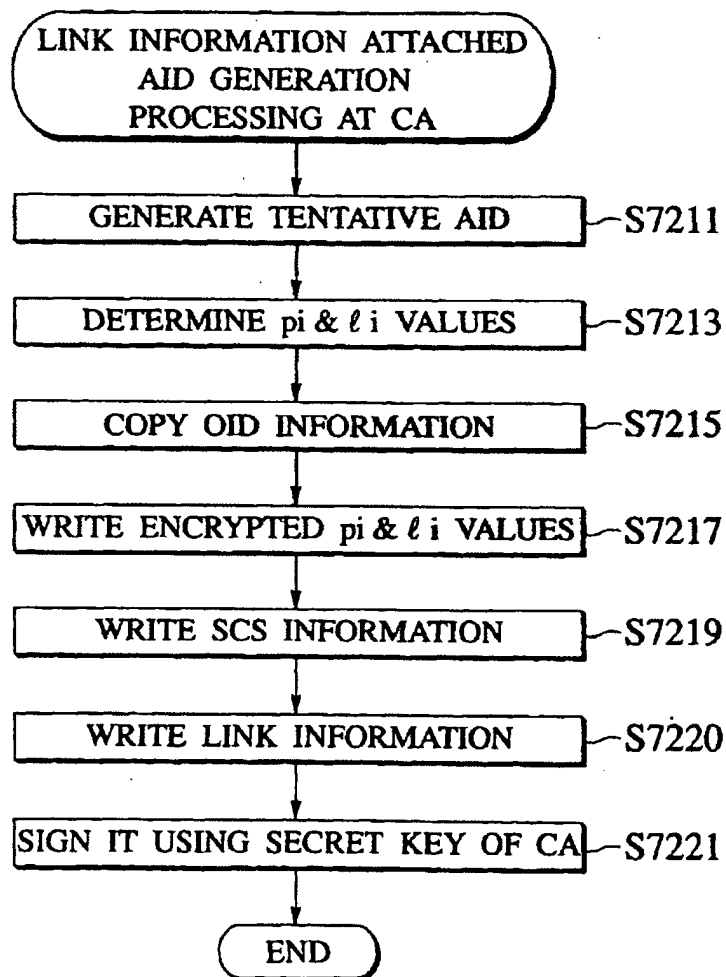 LINK INFORMATION ATTACHED
AID GENERATION
PROCESSING AT CA
GENERATE TENTATIVE AID
S7211
DETERMINE pi & ℓ i VALUES
S7213
COPY OID INFORMATION
S7215
WRITE ENCRYPTED pi & ℓ i VALUES
S7217
WRITE SCS INFORMATION
S7219
WRITE LINK INFORMATION
S7220
SIGN IT USING SECRET KEY OF CA
S7221
END